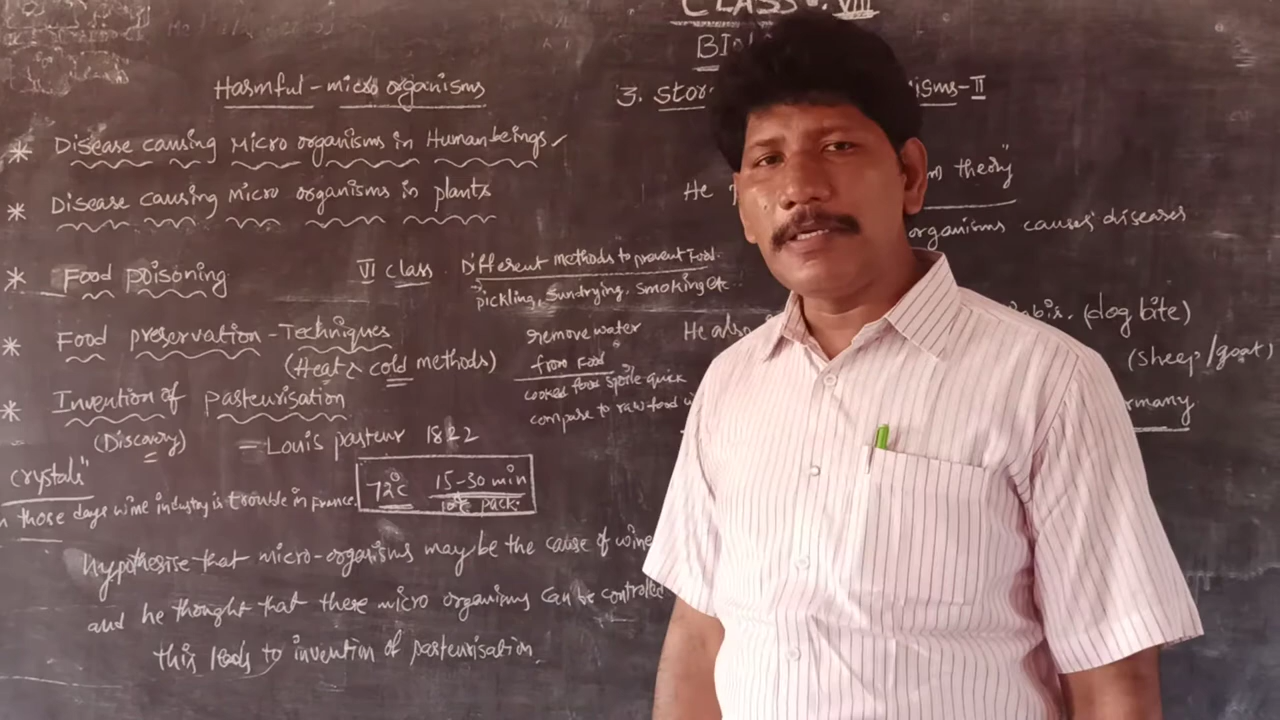 CLASS: VIII
Harmful - micro organisms
3. stor isms-II
* Disease causing Micro organisms in Human beings
He m theory"
* Disease causing micro organisms in plants
organisms causes diseases
* Food poisoning VI class Different methods to prevent Food.
pickling, sundrying, smoking etc..
* Food preservation - Techniques
(Heat & cold methods)
remove water
from Food
cooked food spoile quick
compare to raw food
He also
Rabis. (dog bite)
(sheep/goat)
rmany.
* Invention of pasteurisation
(Discovery) - Louis pasteur 1822
crystals"
72°c 15-30 min
pack.
those days wine industry is trouble in france.
Hypothesise that micro-organisms may be the cause of wine
and he thought that these micro organisms can be controlled
this leads to invention of pasteurisation.